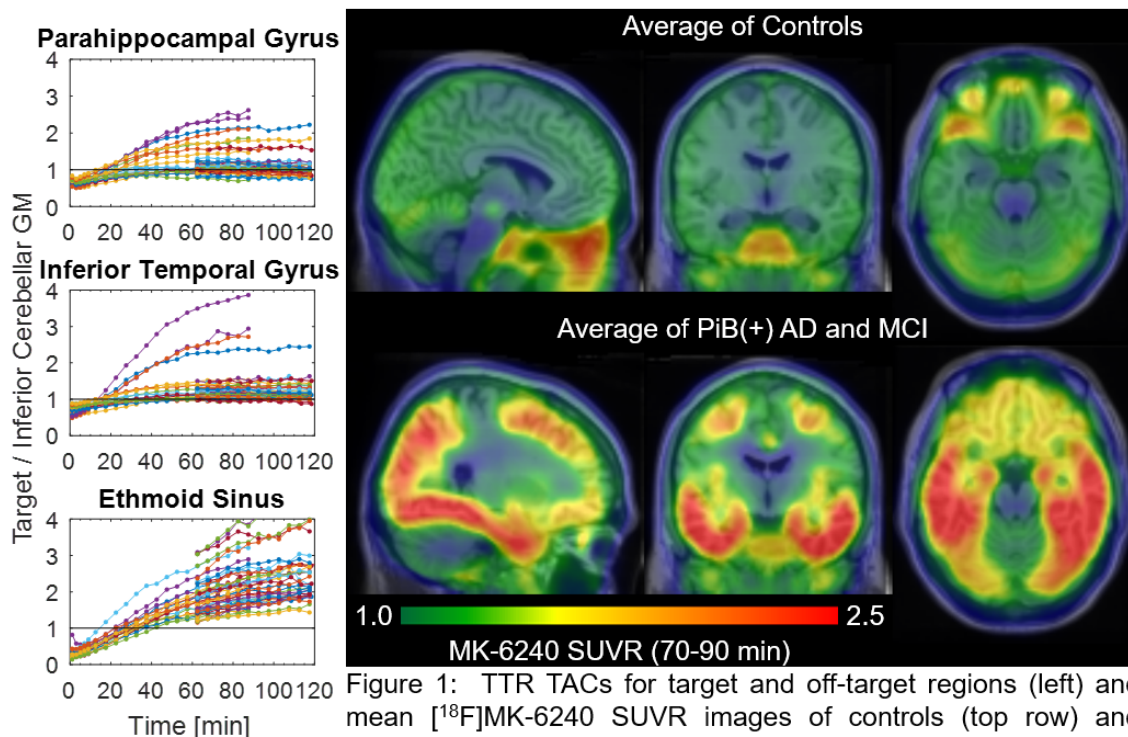 Parahippocampal Gyrus
4
3
2
1
0
0 20 40 60 80 100 120
Inferior Temporal Gyrus
4
3
2
1
0
0 20 40 60 80 100 120
Ethmoid Sinus
4
3
2
1
0
0 20 40 60 80 100 120
Time [min]
Target / Inferior Cerebellar GM
Average of Controls
Average of PiB(+) AD and MCI
1.0 2.5
MK-6240 SUVR (70-90 min)
Figure 1: TTR TACs for target and off-target regions (left) and
mean [¹⁸F]MK-6240 SUVR images of controls (top row) and